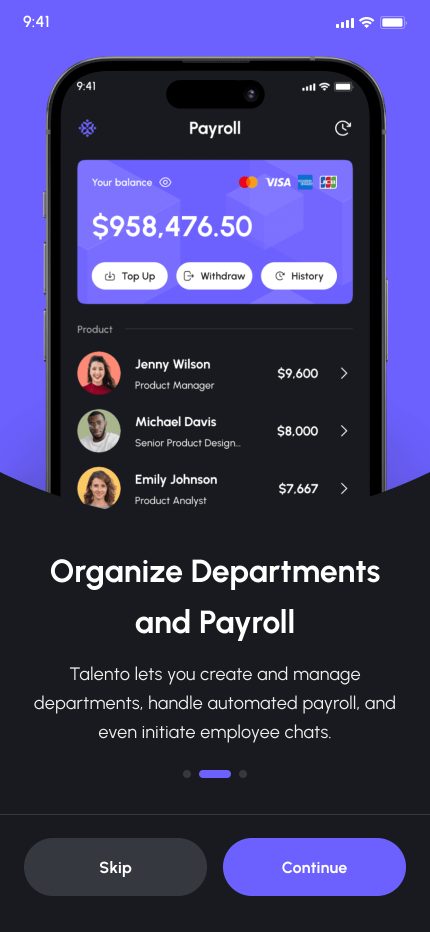 9:41
9:41
Payroll
Your balance
VISA
$958,476.50
Top Up
Withdraw
History
Product
Jenny Wilson
Product Manager
$9,600
Michael Davis
Senior Product Design...
$8,000
Emily Johnson
Product Analyst
$7,667
Organize Departments
and Payroll
Talento lets you create and manage
departments, handle automated payroll, and
even initiate employee chats.
Skip
Continue